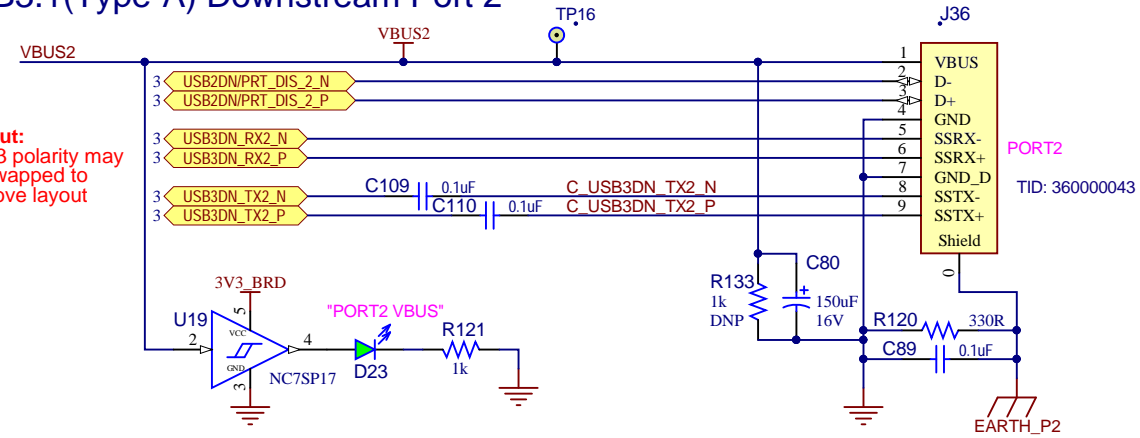 B3.1(Type-A) Downstream Port 2
TP16
J36
VBUS2
VBUS2
1 VBUS
3 USB2DN/PRT_DIS_2_N 2 D-
3 USB2DN/PRT_DIS_2_P 3 D+
4 GND
ut:
3 USB3DN_RX2_N 5 SSRX-
3 polarity may
3 USB3DN_RX2_P 6 SSRX+
PORT2
wapped to
7 GND_D
ove layout
TID: 360000043
3 USB3DN_TX2_N C109 0.1uF C_USB3DN_TX2_N 8 SSTX-
3 USB3DN_TX2_P C110 0.1uF C_USB3DN_TX2_P 9 SSTX+
Shield
0
3V3_BRD
"PORT2 VBUS"
U19
5
VCC
2
4
GND
3
NC7SP17
D23
R121
1k
R133
1k
DNP
C80
+
150uF
16V
R120 330R
C89 0.1uF
EARTH_P2